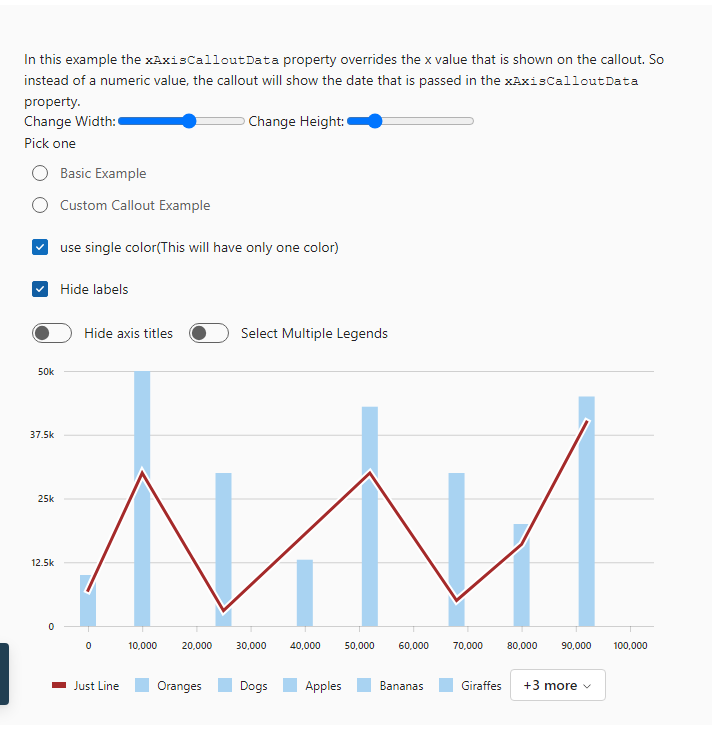 In this example the xAxisCalloutData property overrides the x value that is shown on the callout. So
instead of a numeric value, the callout will show the date that is passed in the xAxisCalloutData
property.
Change Width: Change Height:
Pick one
Basic Example
Custom Callout Example
use single color(This will have only one color)
Hide labels
Hide axis titles Select Multiple Legends
50k
37.5k
25k
12.5k
0
0 10,000 20,000 30,000 40,000 50,000 60,000 70,000 80,000 90,000 100,000
Just Line Oranges Dogs Apples Bananas Giraffes +3 more